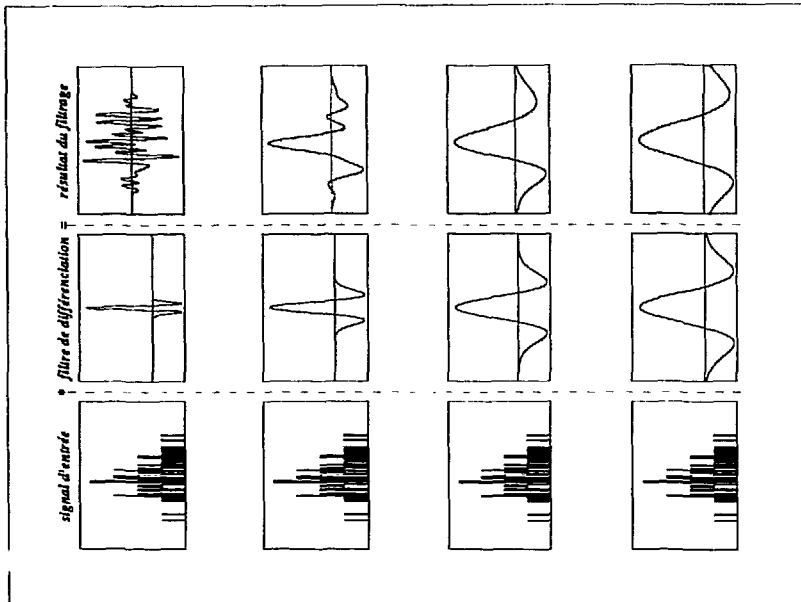 résultat du filtrage
=
filtre de différenciation
*
signal d'entrée